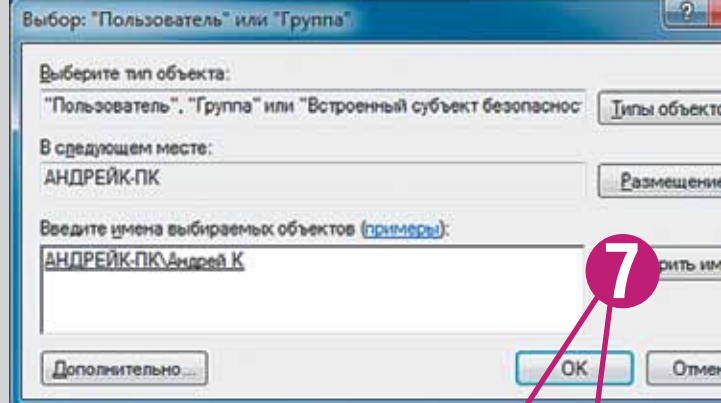 Выбор: "Пользователь" или "Группа"
Выберите тип объекта:
"Пользователь", "Группа" или "Встроенный субъект безопаснос
Типы объекто
В следующем месте:
АНДРЕЙК-ПК
Размещение
Введите имена выбираемых объектов (примеры):
АНДРЕЙК-ПК\Андрей К
7
рить им
Дополнительно...
ОК
Отмен